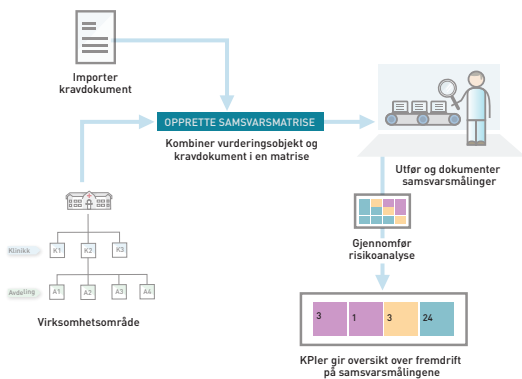 Importer
kravdokument
OPPRETTE SAMSVARSMATRISE
Kombiner vurderingsobjekt og
kravdokument i en matrise
Utfør og dokumenter
samsvarsmålinger
Klinikk
K1
K2
K3
Avdeling
A1
A2
A3
A4
Virksomhetsområde
Gjennomfør
risikoanalyse
3
1
3
24
KPIer gir oversikt over fremdrift
på samsvarsmålingene